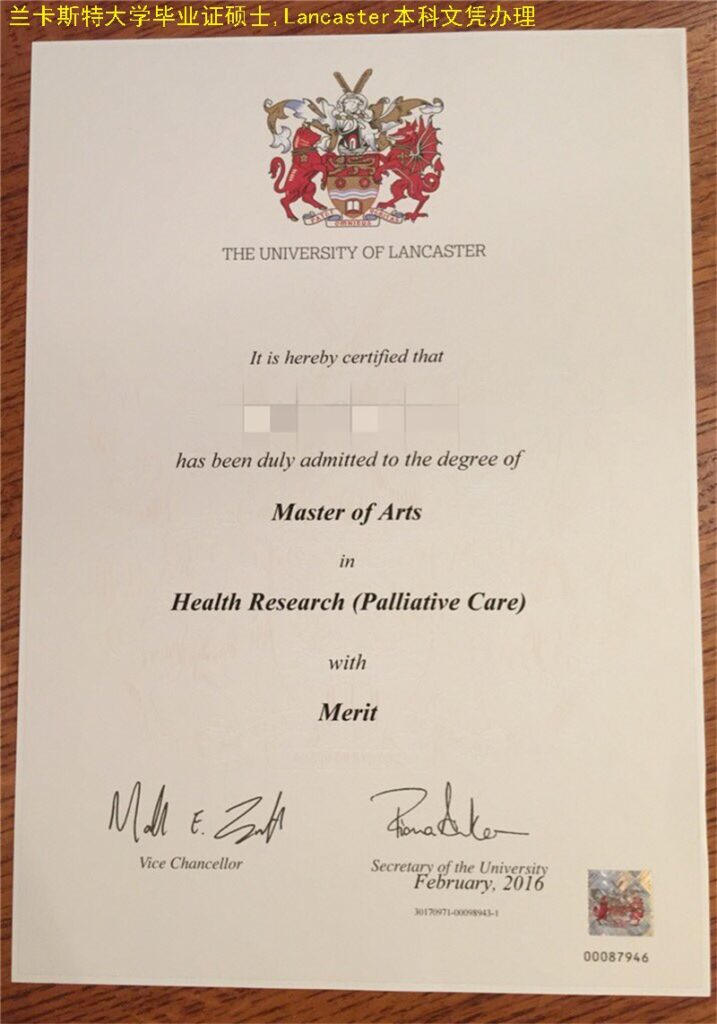 兰卡斯特大学毕业证硕士,Lancaster本科文凭办理
PATET OMNIBUS VERITAS
THE UNIVERSITY OF LANCASTER
It is hereby certified that
has been duly admitted to the degree of
Master of Arts
in
Health Research (Palliative Care)
with
Merit
Vice Chancellor
Secretary of the University
February, 2016
30170971-00098943-1
00087946